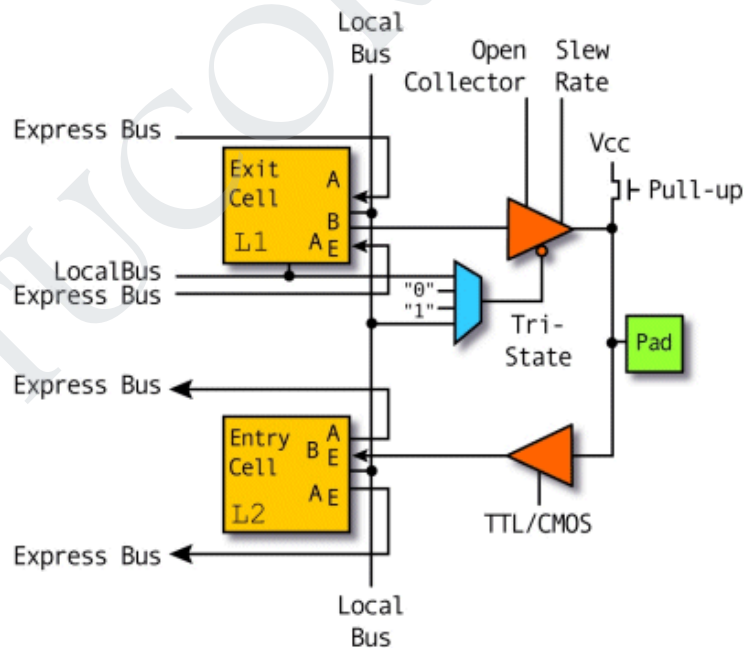 Local
Bus
Open
Collector
Slew
Rate
Express Bus
Vcc
Exit
Cell
A
Pull-up
B
L1
A E
LocalBus
Express Bus
"0"
"1"
Tri-
State
Pad
Express Bus
Entry
Cell
A
B E
A E
L2
TTL/CMOS
Express Bus
Local
Bus